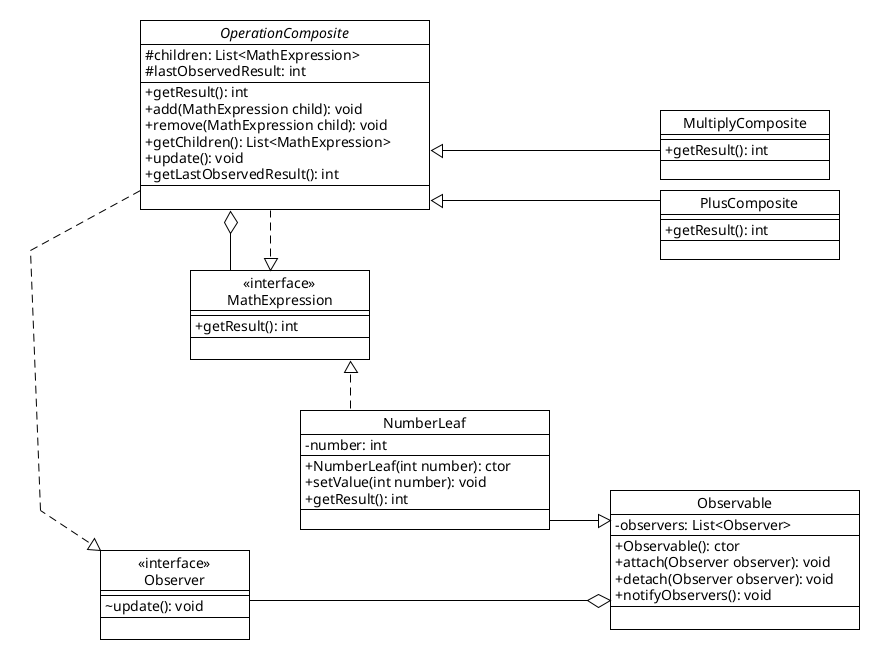 OperationComposite
#children: List<MathExpression>
#lastObservedResult: int
+getResult(): int
+add(MathExpression child): void
+remove(MathExpression child): void
+getChildren(): List<MathExpression>
+update(): void
+getLastObservedResult(): int
MultiplyComposite
+getResult(): int
PlusComposite
+getResult(): int
«interface»
MathExpression
+getResult(): int
NumberLeaf
-number: int
+NumberLeaf(int number): ctor
+setValue(int number): void
+getResult(): int
Observable
-observers: List<Observer>
+Observable(): ctor
+attach(Observer observer): void
+detach(Observer observer): void
+notifyObservers(): void
«interface»
Observer
~update(): void